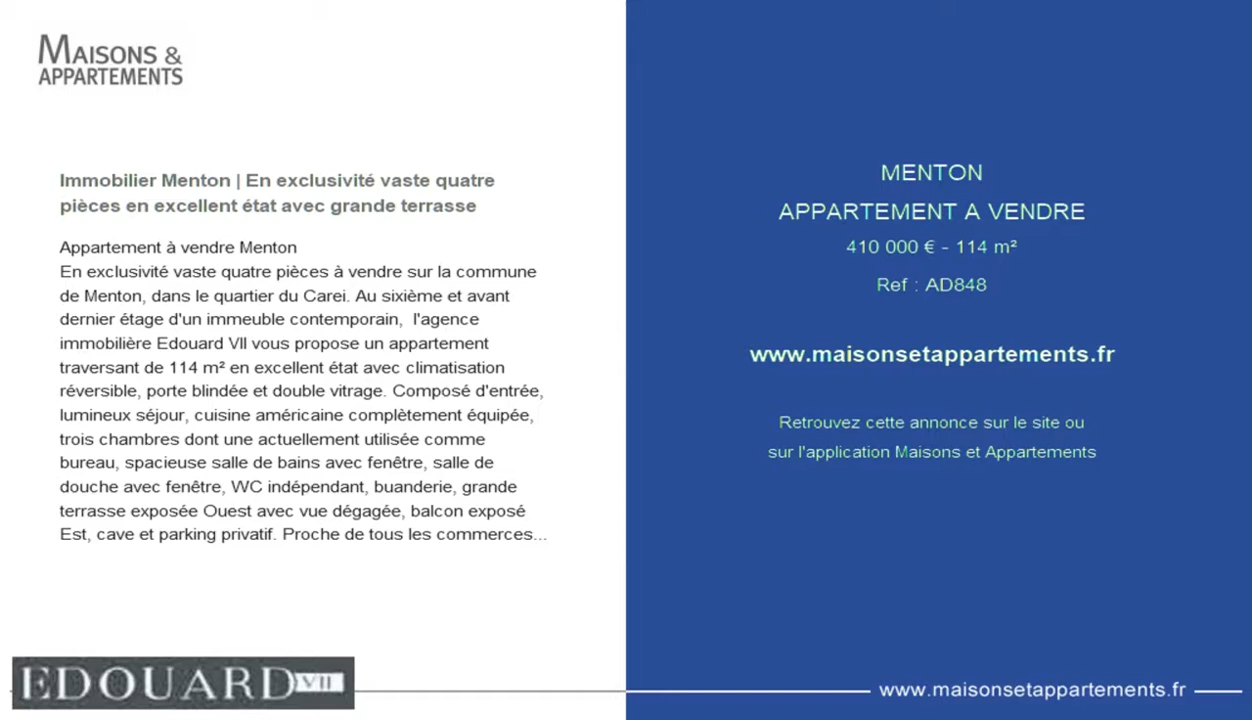 MAISONS &
APPARTEMENTS
Immobilier Menton | En exclusivité vaste quatre
pièces en excellent état avec grande terrasse
Appartement à vendre Menton
En exclusivité vaste quatre pièces à vendre sur la commune
de Menton, dans le quartier du Carei. Au sixième et avant
dernier étage d'un immeuble contemporain,  l'agence
immobilière Edouard VII vous propose un appartement
traversant de 114 m² en excellent état avec climatisation
réversible, porte blindée et double vitrage. Composé d'entrée,
lumineux séjour, cuisine américaine complètement équipée,
trois chambres dont une actuellement utilisée comme
bureau, spacieuse salle de bains avec fenêtre, salle de
douche avec fenêtre, WC indépendant, buanderie, grande
terrasse exposée Ouest avec vue dégagée, balcon exposé
Est, cave et parking privatif. Proche de tous les commerces...
EDOUARD VII
MENTON
APPARTEMENT A VENDRE
410 000 € - 114 m²
Ref : AD848
www.maisonsetappartements.fr
Retrouvez cette annonce sur le site ou
sur l'application Maisons et Appartements
www.maisonsetappartements.fr